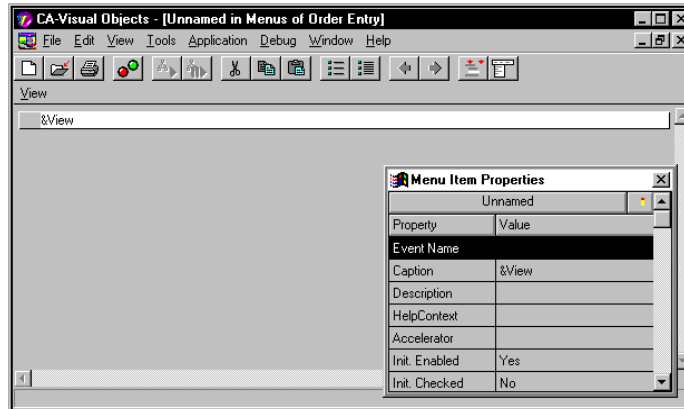 CA-Visual Objects - [Unnamed in Menus of Order Entry]
File Edit View Tools Application Debug Window Help
View
&View
Menu Item Properties
Unnamed
Property Value
Event Name
Caption &View
Description
HelpContext
Accelerator
Init. Enabled Yes
Init. Checked No